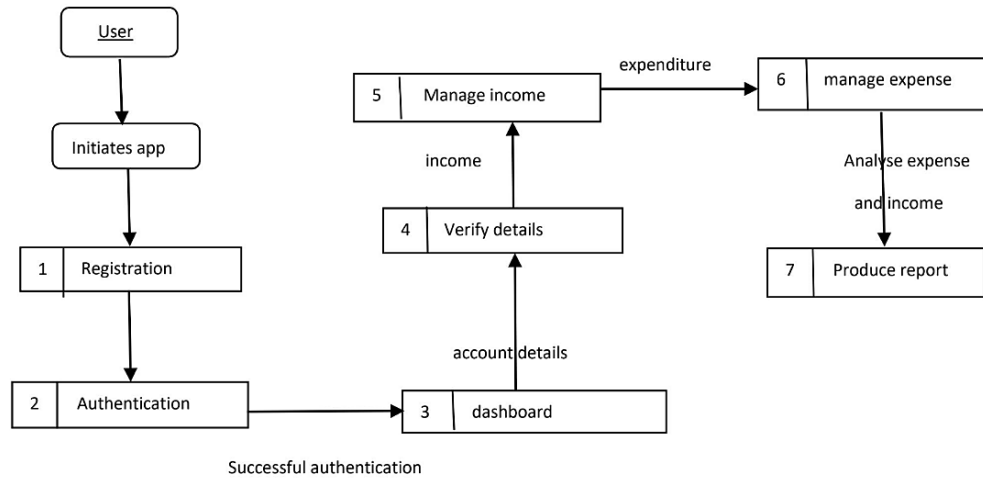 User
Initiates app
1 Registration
2 Authentication
Successful authentication
3 dashboard
account details
4 Verify details
income
5 Manage income
expenditure
6 manage expense
Analyse expense
and income
7 Produce report